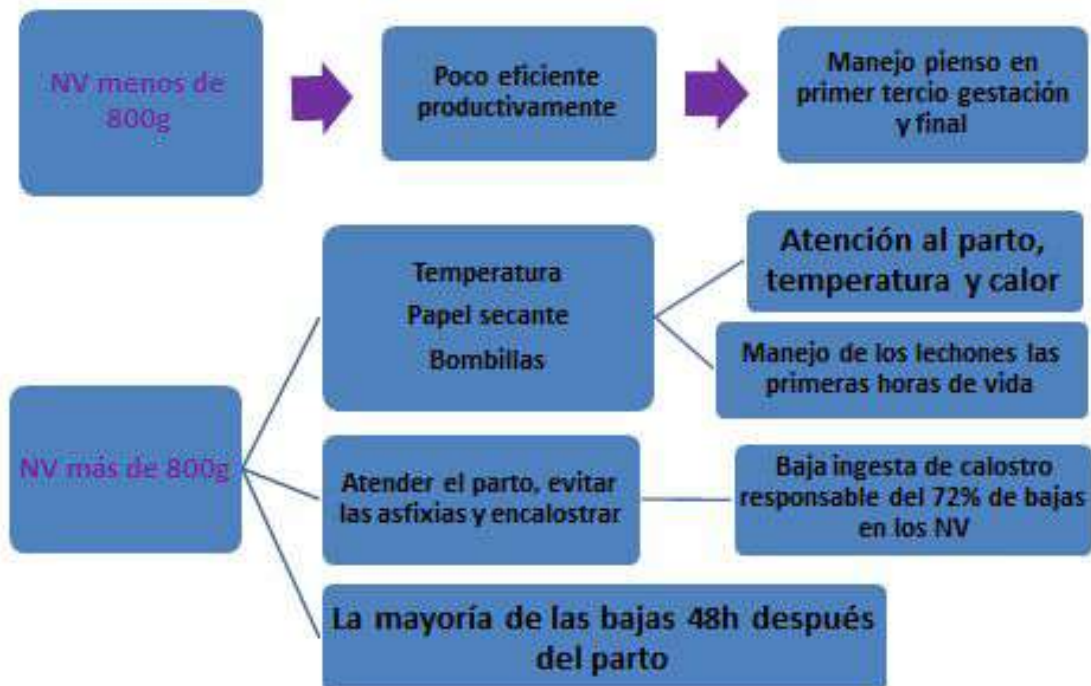 NV menos de
800g
Poco eficiente
productivamente
Manejo pienso en
primer tercio gestación
y final
NV más de 800g
Temperatura
Papel secante
Bombillas
Atención al parto,
temperatura y calor
Manejo de los lechones las
primeras horas de vida
Atender el parto, evitar
las asfixias y encalostrar
Baja ingesta de calostro
responsable del 72% de bajas
en los NV
La mayoría de las bajas 48h después
del parto